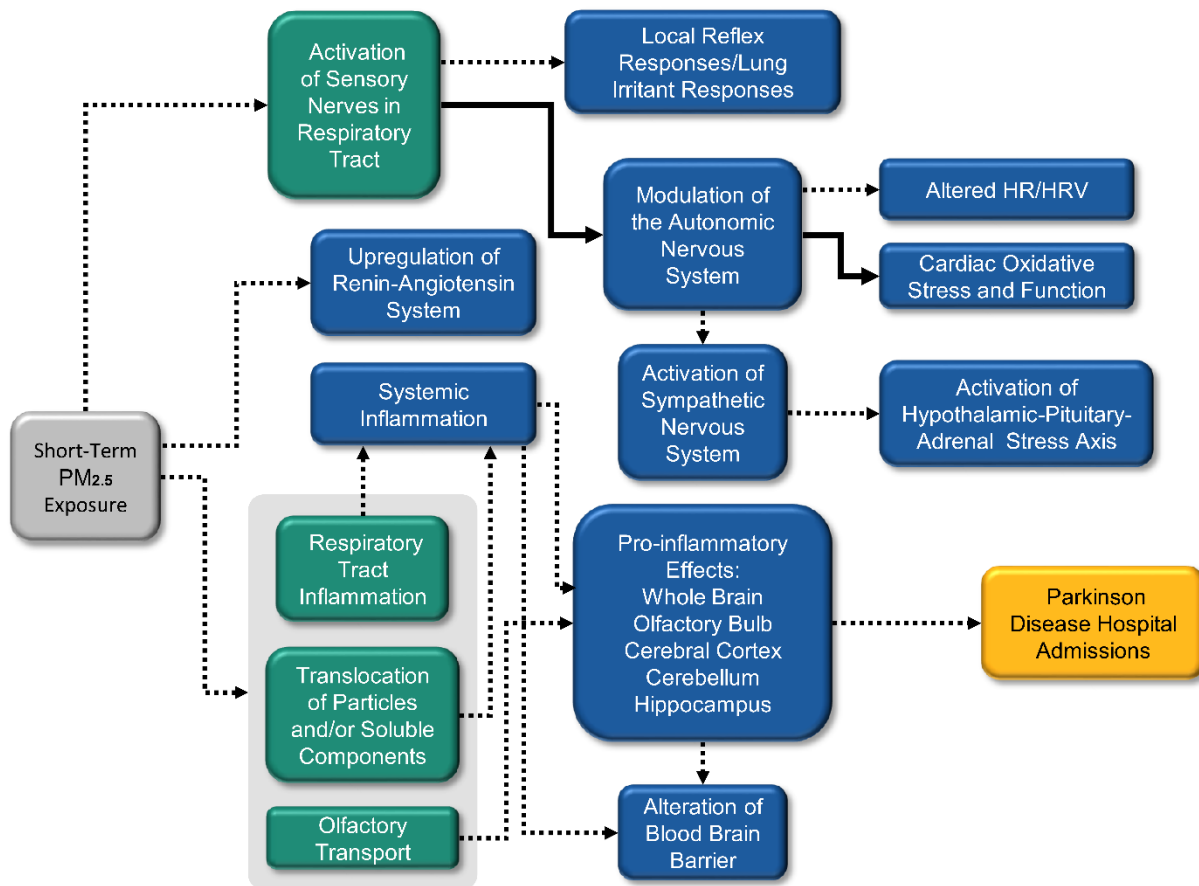 Activation
of Sensory
Nerves in
Respiratory
Tract
Local Reflex
Responses/Lung
Irritant Responses
Modulation of
the Autonomic
Nervous
System
Altered HR/HRV
Cardiac Oxidative
Stress and Function
Upregulation of
Renin-Angiotensin
System
Systemic
Inflammation
Activation of
Sympathetic
Nervous
System
Activation of
Hypothalamic-Pituitary-
Adrenal Stress Axis
Short-Term
PM2.5
Exposure
Respiratory
Tract
Inflammation
Translocation
of Particles
and/or Soluble
Components
Olfactory
Transport
Pro-inflammatory
Effects:
Whole Brain
Olfactory Bulb
Cerebral Cortex
Cerebellum
Hippocampus
Parkinson
Disease Hospital
Admissions
Alteration of
Blood Brain
Barrier